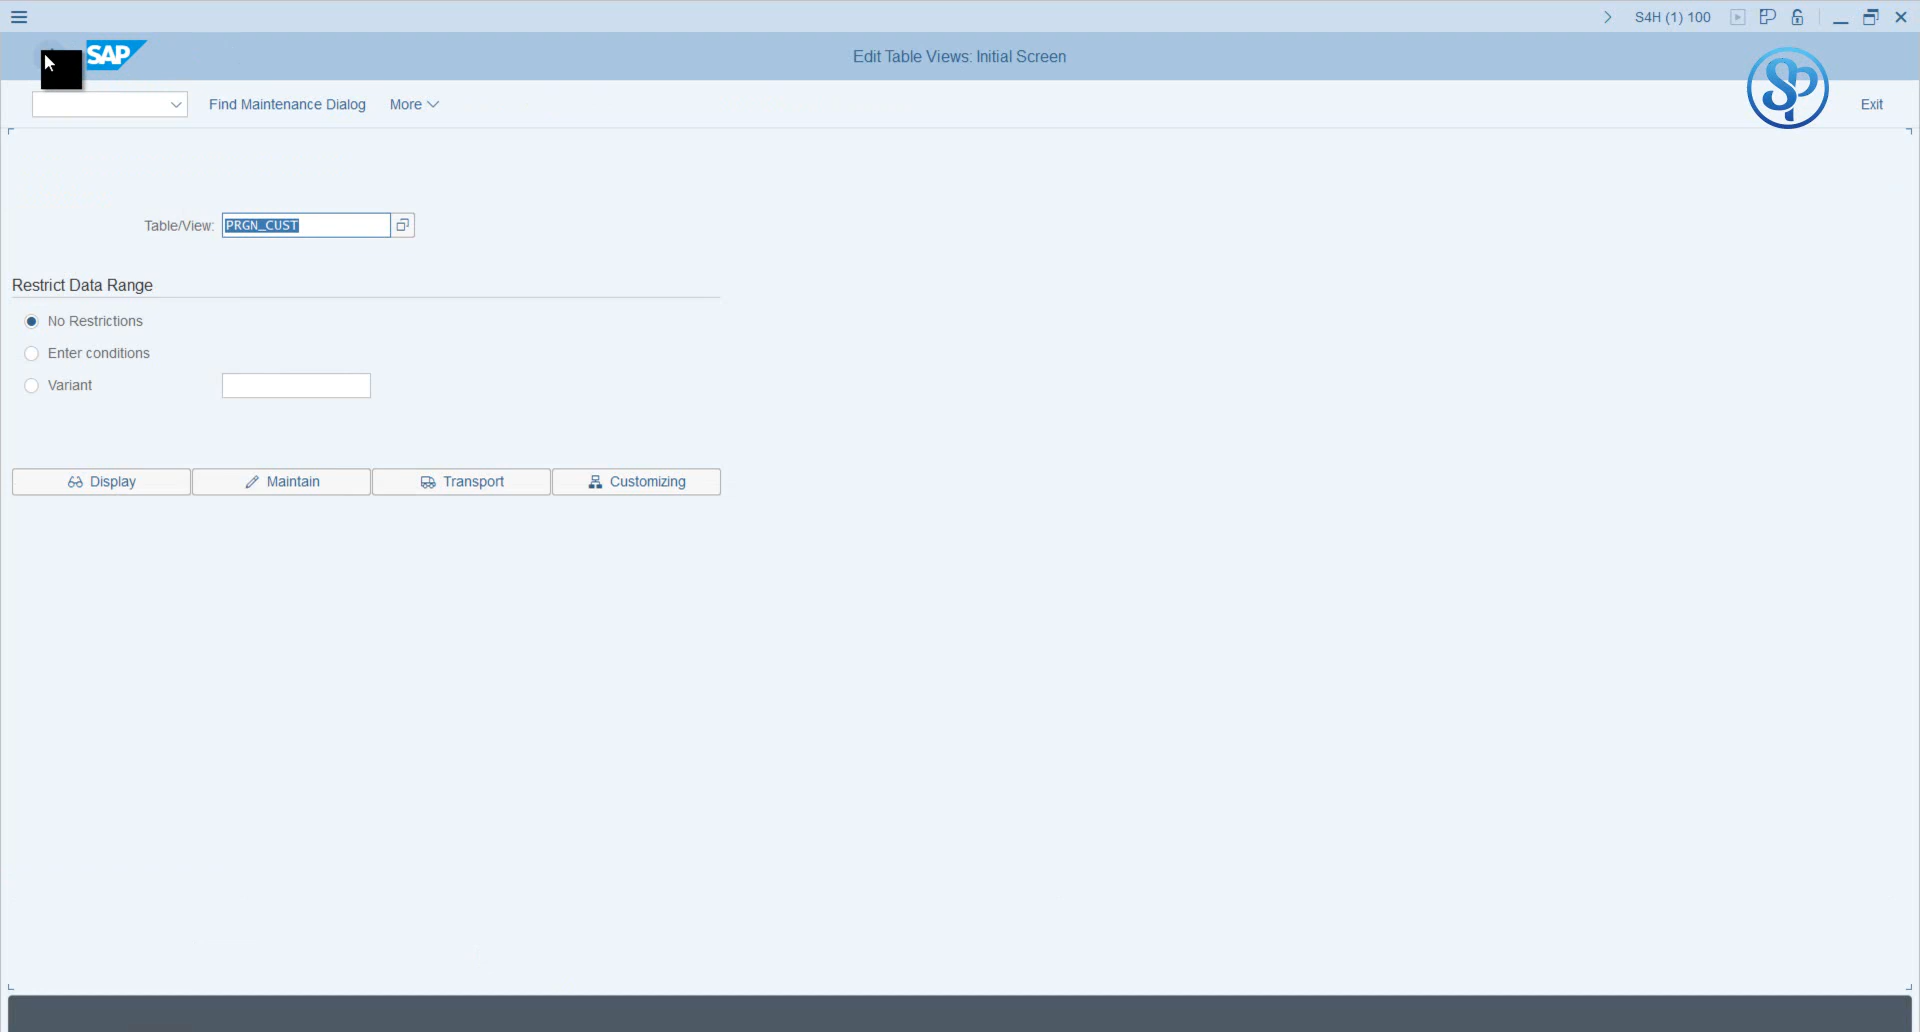 S4H (1) 100
SAP
Edit Table Views: Initial Screen
Find Maintenance Dialog
More
SP
Exit
Table/View: PRGN_CUST
Restrict Data Range
No Restrictions
Enter conditions
Variant
Display
Maintain
Transport
Customizing